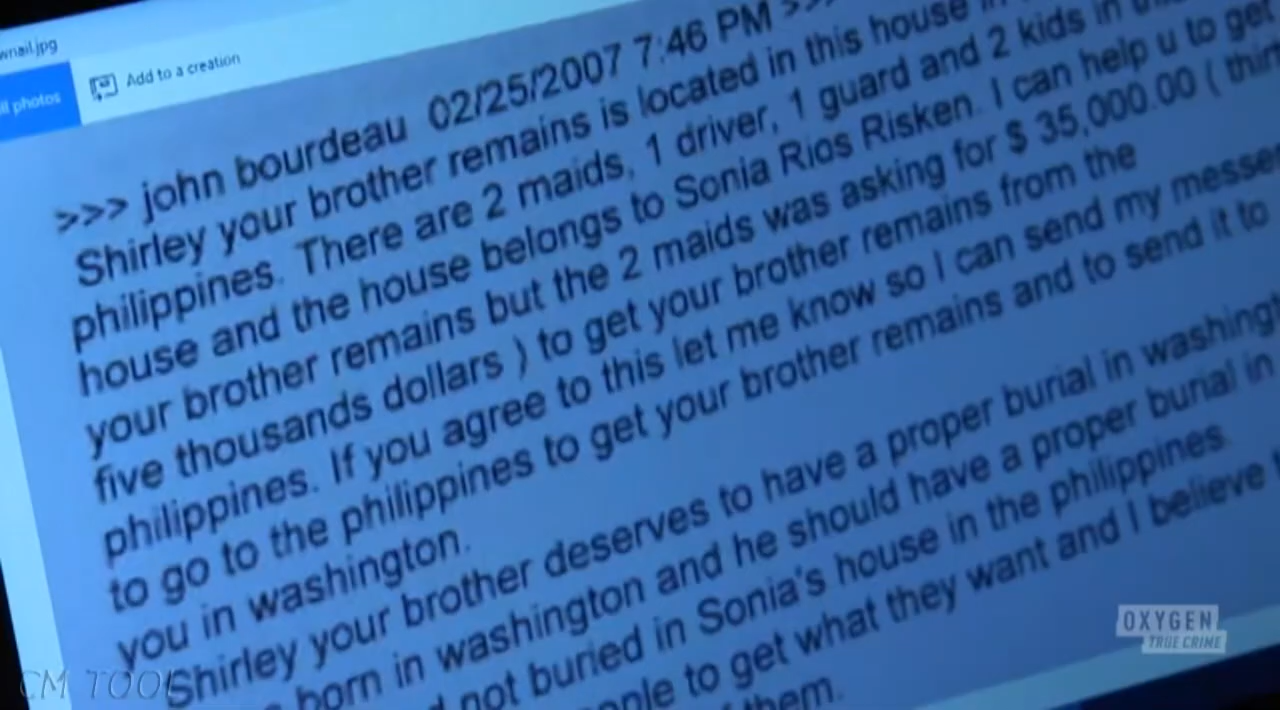 wnail.jpg
ll photos
Add to a creation
>>> john bourdeau 02/25/2007 7:46 PM >>>
Shirley your brother remains is located in this house in
philippines. There are 2 maids, 1 driver, 1 guard and 2 kids in
house and the house belongs to Sonia Rios Risken. I can help u to get
your brother remains but the 2 maids was asking for $ 35,000.00 ( thir
five thousands dollars ) to get your brother remains from the
philippines. If you agree to this let me know so I can send my messe
to go to the philippines to get your brother remains and to send it to
you in washington.
Shirley your brother deserves to have a proper burial in washingt
born in washington and he should have a proper burial in
not buried in Sonia's house in the philippines.
ople to get what they want and I believe
them.
OXYGEN
TRUE CRIME
CM TOOL